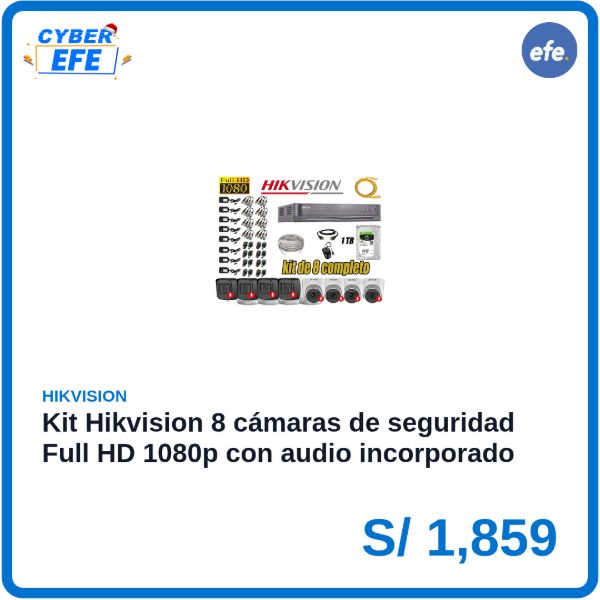 CYBER
EFE
efe.
Full HD
1080
HIKVISION
1 TB
kit de 8 completo
HIKVISION
Kit Hikvision 8 cámaras de seguridad
Full HD 1080p con audio incorporado
S/ 1,859